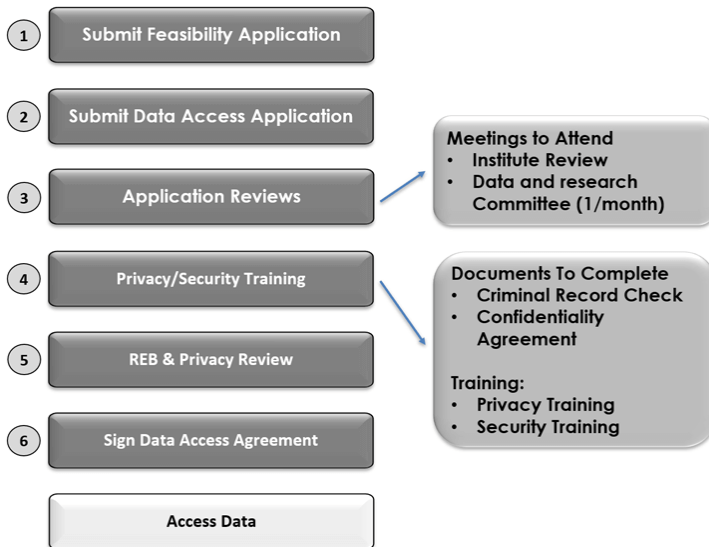 1
Submit Feasibility Application
2
Submit Data Access Application
3
Application Reviews
Meetings to Attend
• Institute Review
• Data and research
Committee (1/month)
4
Privacy/Security Training
Documents To Complete
• Criminal Record Check
• Confidentiality
Agreement
Training:
• Privacy Training
• Security Training
5
REB & Privacy Review
6
Sign Data Access Agreement
Access Data